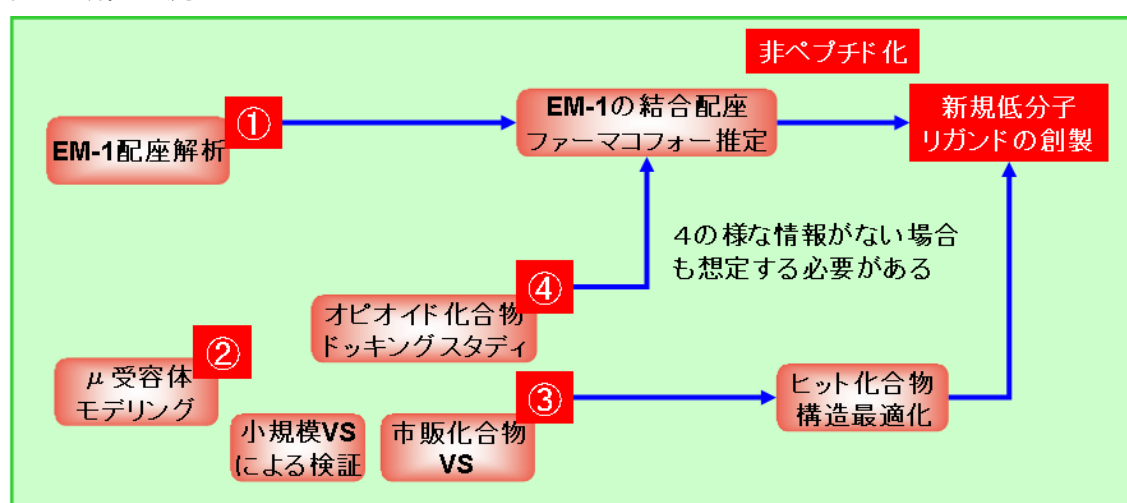 非ペプチド化
①
EM-1配座解析
EM-1の結合配座
ファーマコフォー推定
新規低分子
リガンドの創製
4の様な情報がない場合
も想定する必要がある
④
オピオイド化合物
ドッキングスタディ
②
μ受容体
モデリング
小規模VS
による検証
③
市販化合物
VS
ヒット化合物
構造最適化